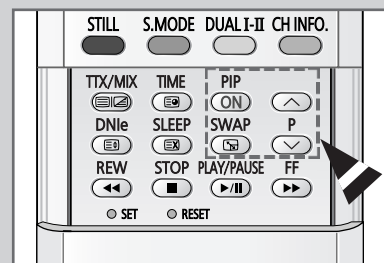 STILL S.MODE DUAL I-II CH INFO.
TTX/MIX TIME PIP
ON
DNIe SLEEP SWAP P
REW STOP PLAY/PAUSE FF
SET RESET